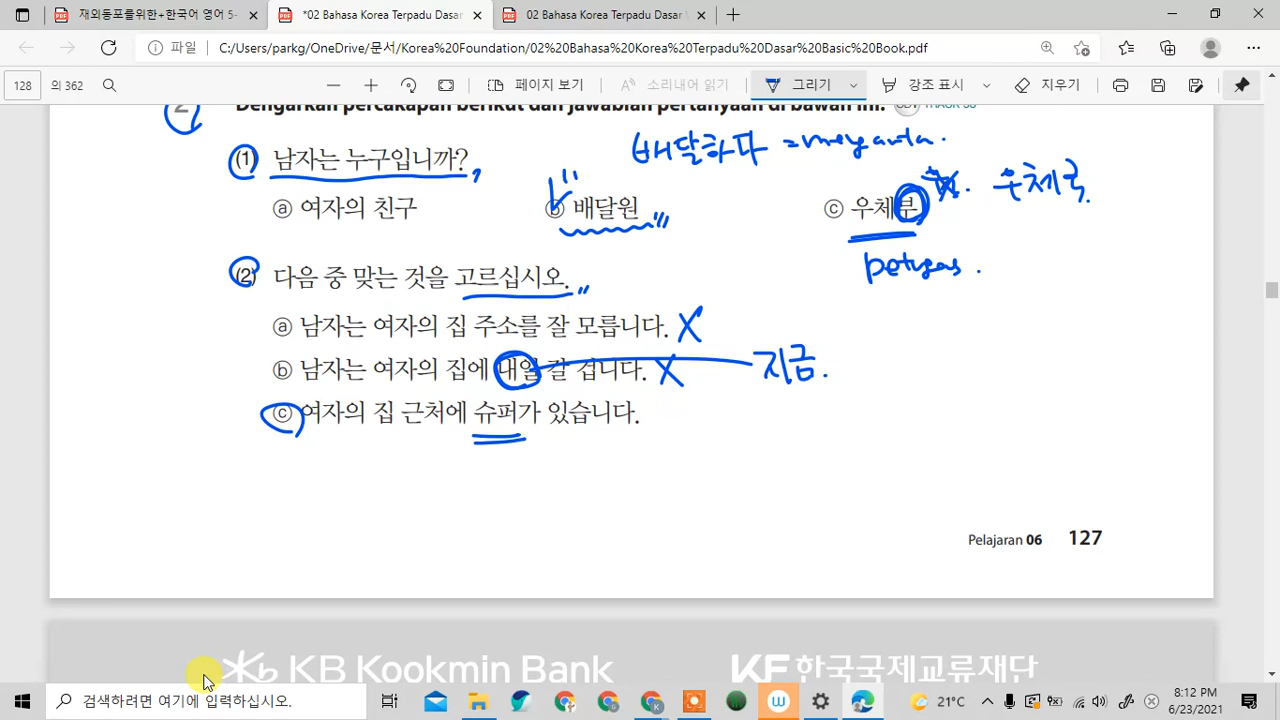 재외동포를위한+한국어 영어 5-
*02 Bahasa Korea Terpadu Dasar
02 Bahasa Korea Terpadu Dasar
파일
C:/Users/parkg/OneDrive/문서/Korea%20Foundation/02%20Bahasa%20Korea%20Terpadu%20Dasar%20Basic%20Book.pdf
128 의 362
페이지 보기
소리내어 읽기
그리기
강조 표시
지우기
2 Dengarkan percakapan berikut dan jawablah pertanyaan di bawah ini.
배달하다 =
(1) 남자는 누구입니까?
우체국.
ⓐ 여자의 친구 ⓑ 배달원 ⓒ 우체부
petugas.
(2) 다음 중 맞는 것을 고르십시오.
ⓐ 남자는 여자의 집 주소를 잘 모릅니다. X
ⓑ 남자는 여자의 집에 내일 갈 겁니다. X 지금.
ⓒ 여자의 집 근처에 슈퍼가 있습니다.
Pelajaran 06 127
KB Kookmin Bank
KF 한국국제교류재단
검색하려면 여기에 입력하십시오.
21°C
8:12 PM
6/23/2021